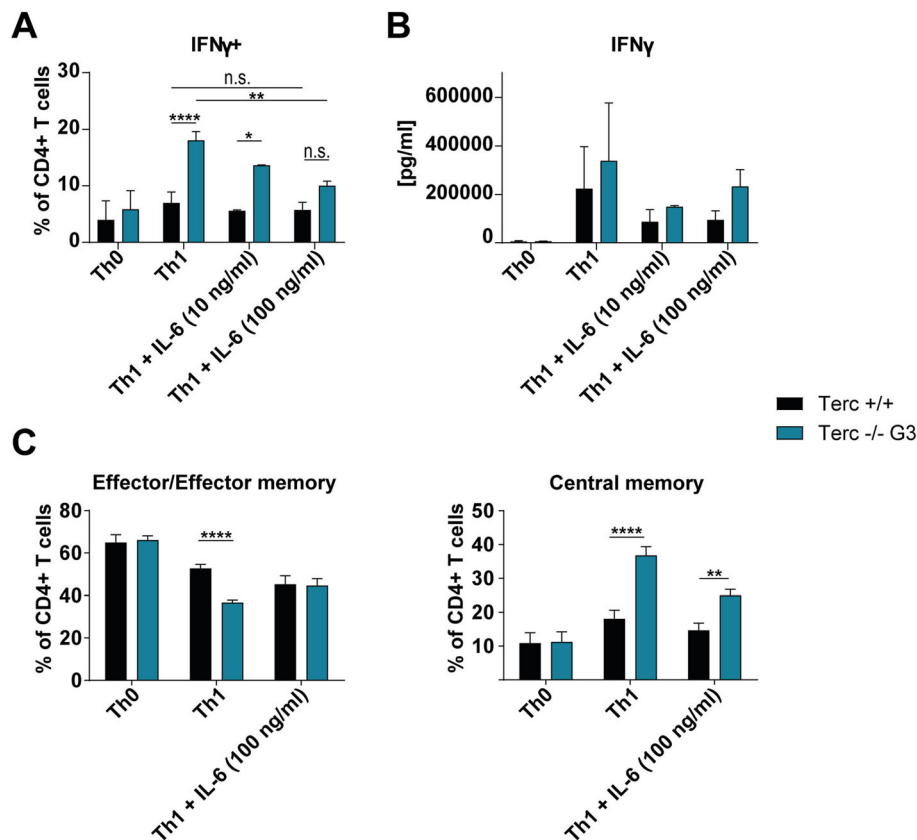 A
IFNγ+
% of CD4+ T cells
30
20
10
0
n.s.
**
****
*
n.s.
Th0
Th1
Th1 + IL-6 (10 ng/ml)
Th1 + IL-6 (100 ng/ml)
B
IFNγ
[pg/ml]
600000
400000
200000
0
Th0
Th1
Th1 + IL-6 (10 ng/ml)
Th1 + IL-6 (100 ng/ml)
Terc +/+
Terc -/- G3
C
Effector/Effector memory
% of CD4+ T cells
80
60
40
20
0
****
Th0
Th1
Th1 + IL-6 (100 ng/ml)
Central memory
% of CD4+ T cells
50
40
30
20
10
****
**
Th0
Th1
Th1 + IL-6 (100 ng/ml)